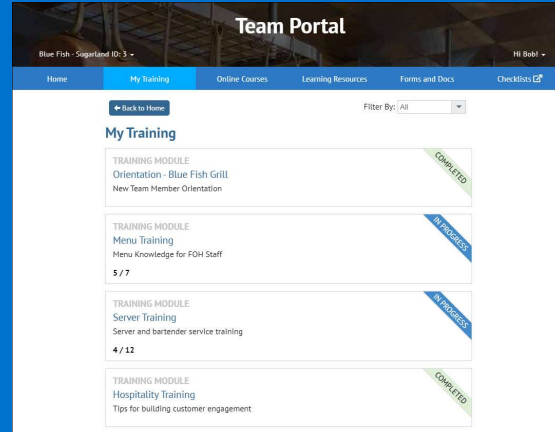 Team Portal
Blue Fish - Sugarland ID: 3
Hi Bob!
Home
My Training
Online Courses
Learning Resources
Forms and Docs
Checklists
Back to Home
Filter By: All
My Training
TRAINING MODULE
Orientation - Blue Fish Grill
New Team Member Orientation
COMPLETED
TRAINING MODULE
Menu Training
Menu Knowledge for FOH Staff
5 / 7
IN PROGRESS
TRAINING MODULE
Server Training
Server and bartender service training
4 / 12
IN PROGRESS
TRAINING MODULE
Hospitality Training
Tips for building customer engagement
COMPLETED